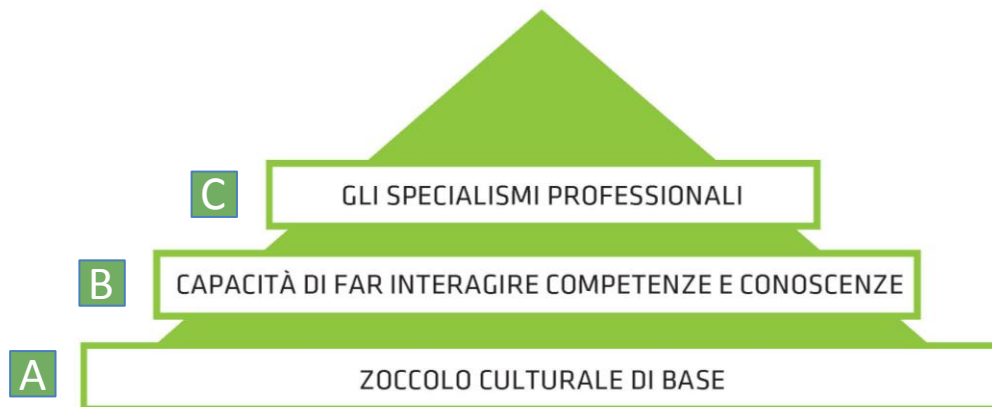 C
GLI SPECIALISMI PROFESSIONALI
B
CAPACITÀ DI FAR INTERAGIRE COMPETENZE E CONOSCENZE
A
ZOCCOLO CULTURALE DI BASE